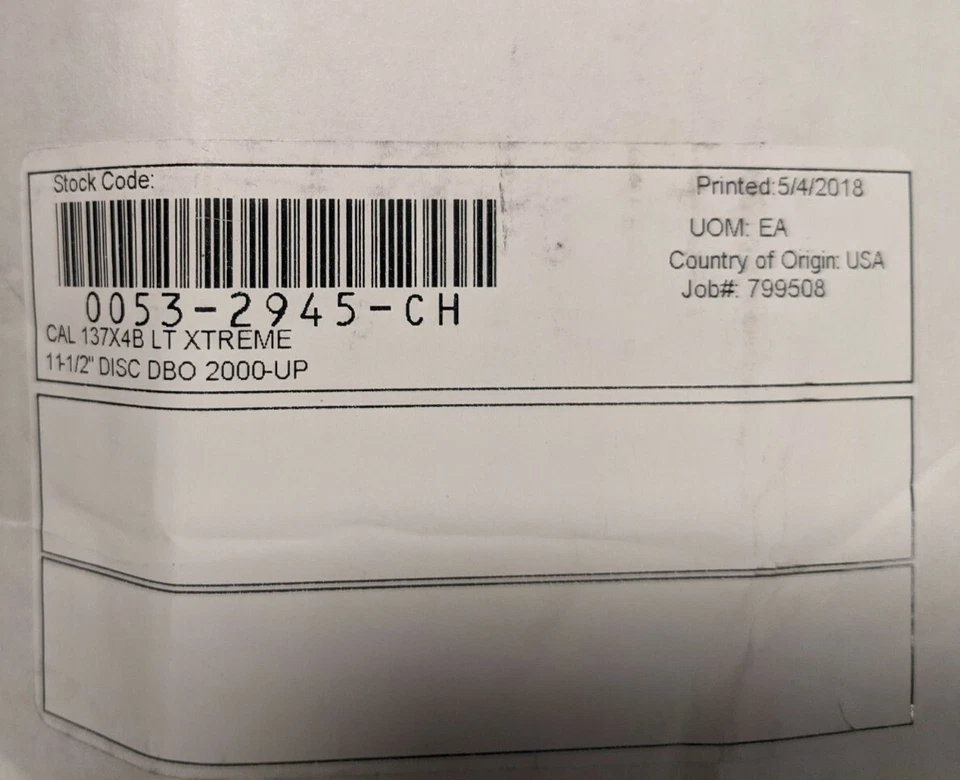 Stock Code:
Printed:5/4/2018
UOM: EA
Country of Origin: USA
Job#: 799508
0053-2945-CH
CAL 137X4B LT XTREME
11-1/2" DISC DBO 2000-UP